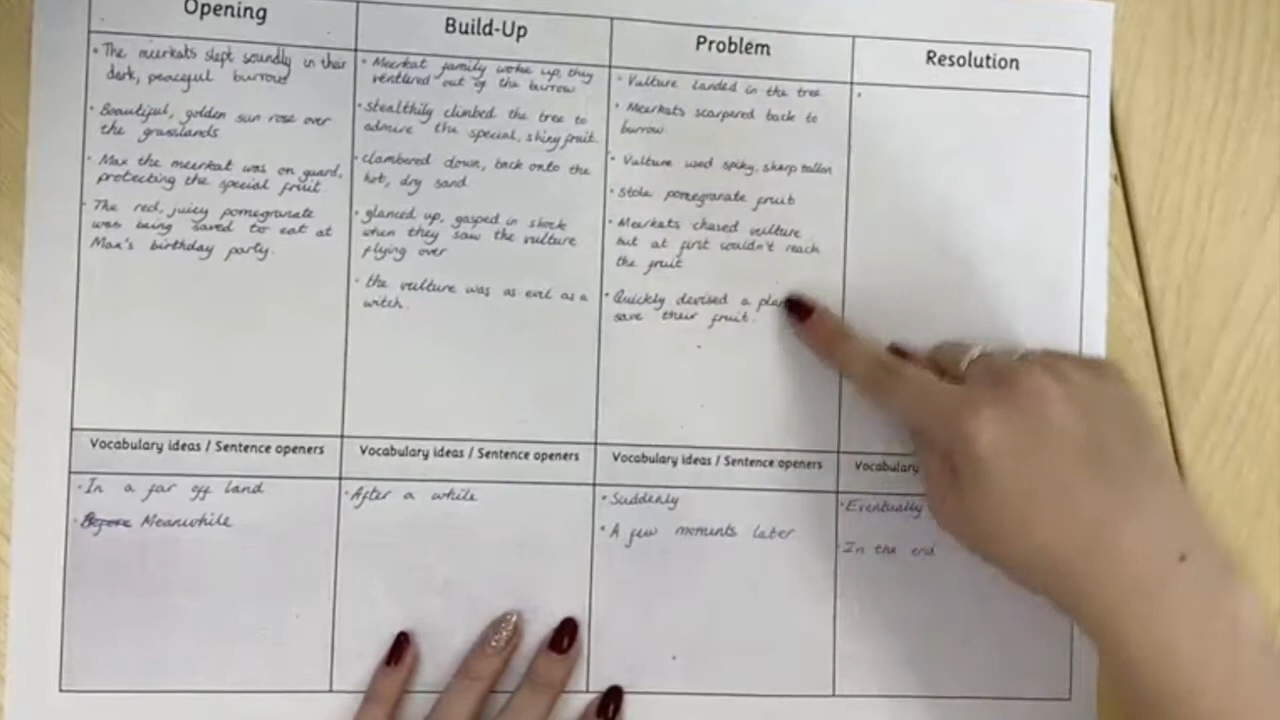 Opening
• The meerkats slept soundly in their
dark, peaceful burrow
• Beautiful, golden sun rose over
the grasslands
• Max the meerkat was on guard,
protecting the special fruit
• The red, juicy pomegranate
was being saved to eat at
Max's birthday party.
Build-Up
• Meerkat family woke up, they
ventured out of the burrow
• stealthily climbed the tree to
admire the special, shiny fruit.
• clambered down, back onto the
hot, dry sand
• glanced up, gasped in shock
when they saw the vulture
flying over
• the vulture was as evil as a
witch.
Problem
• Vulture landed in the tree
• Meerkats scarpered back to
burrow
• Vulture used spiky, sharp tallon
• stole pomegranate fruit
• Meerkats chased vulture
but at first couldn't reach
the fruit
• Quickly devised a plan
save their fruit.
Resolution
•
Vocabulary ideas / Sentence openers
• In a far off land
• Before Meanwhile
Vocabulary ideas / Sentence openers
• After a while
Vocabulary ideas / Sentence openers
• Suddenly
• A few moments later
Vocabulary
• Eventually
• In the end